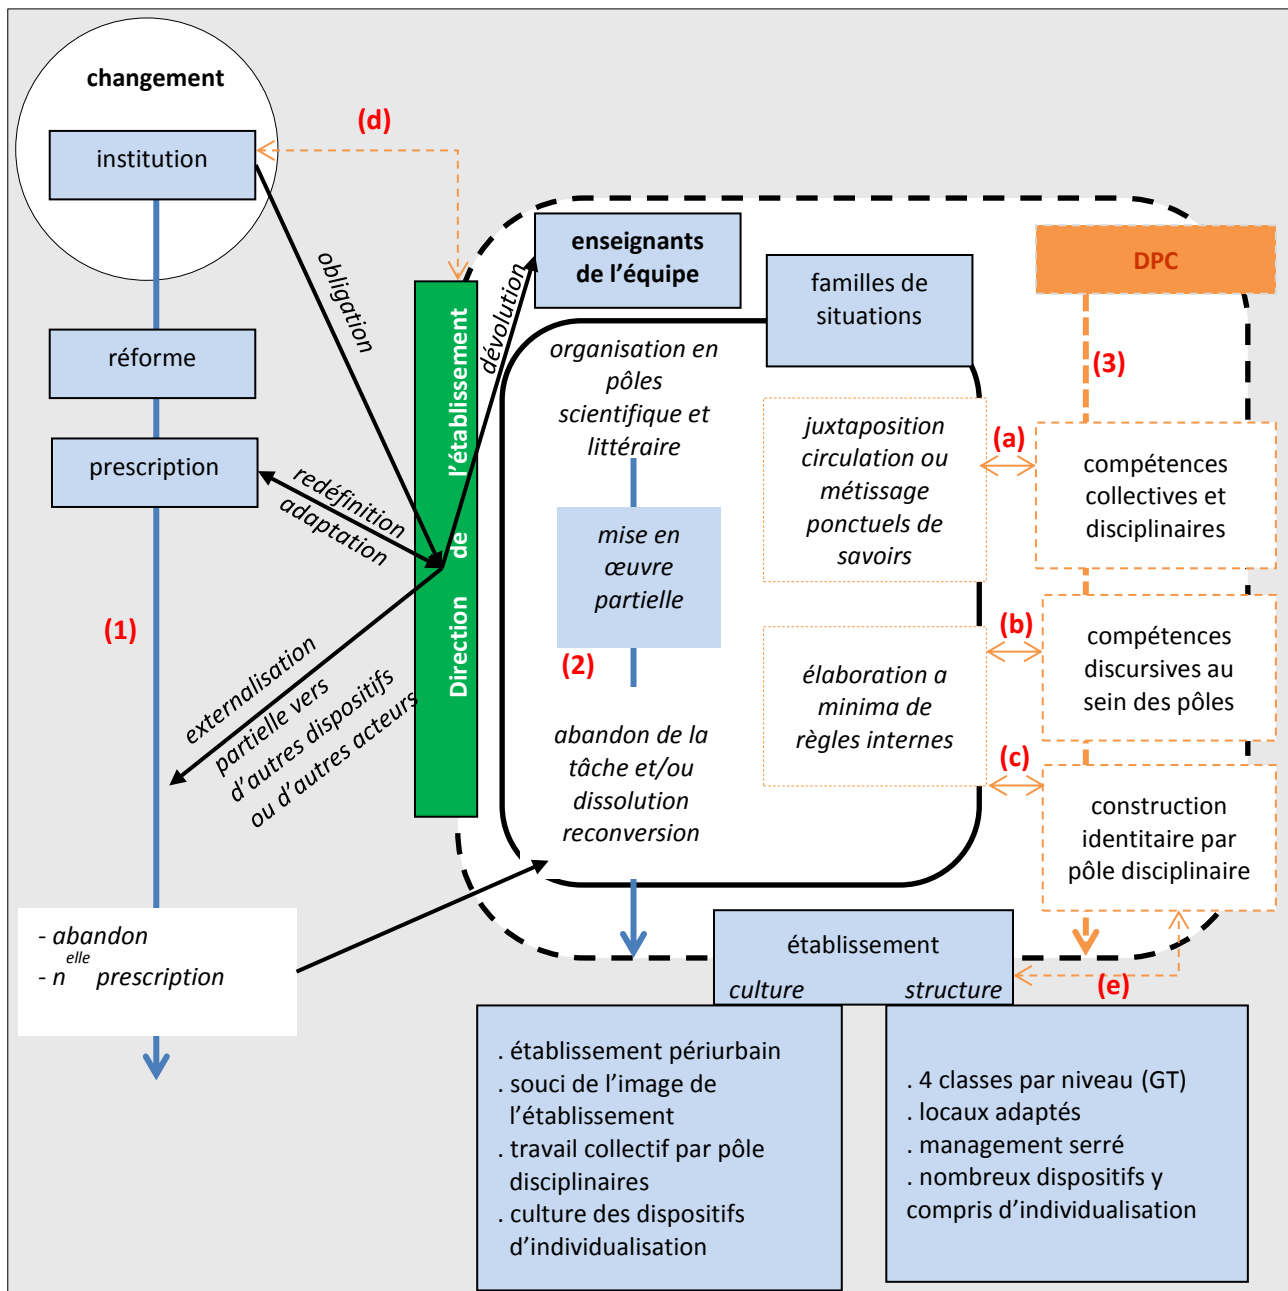 changement
institution
(d)
obligation
réforme
prescription
redéfinition
adaptation
(1)
externalisation
partielle vers
d'autres dispositifs
ou d'autres acteurs
- abandon
- n elle prescription
Direction de l'établissement
dévolution
enseignants
de l'équipe
familles de
situations
organisation en
pôles
scientifique et
littéraire
mise en
œuvre
partielle
(2)
abandon de la
tâche et/ou
dissolution
reconversion
juxtaposition
circulation ou
métissage
ponctuels de
savoirs
élaboration a
minima de
règles internes
DPC
(3)
(a)
compétences
collectives et
disciplinaires
(b)
compétences
discursives au
sein des pôles
(c)
construction
identitaire par
pôle disciplinaire
(e)
établissement
culture structure
. établissement périurbain
. souci de l'image de
l'établissement
. travail collectif par pôle
disciplinaires
. culture des dispositifs
d'individualisation
. 4 classes par niveau (GT)
. locaux adaptés
. management serré
. nombreux dispositifs y
compris d'individualisation